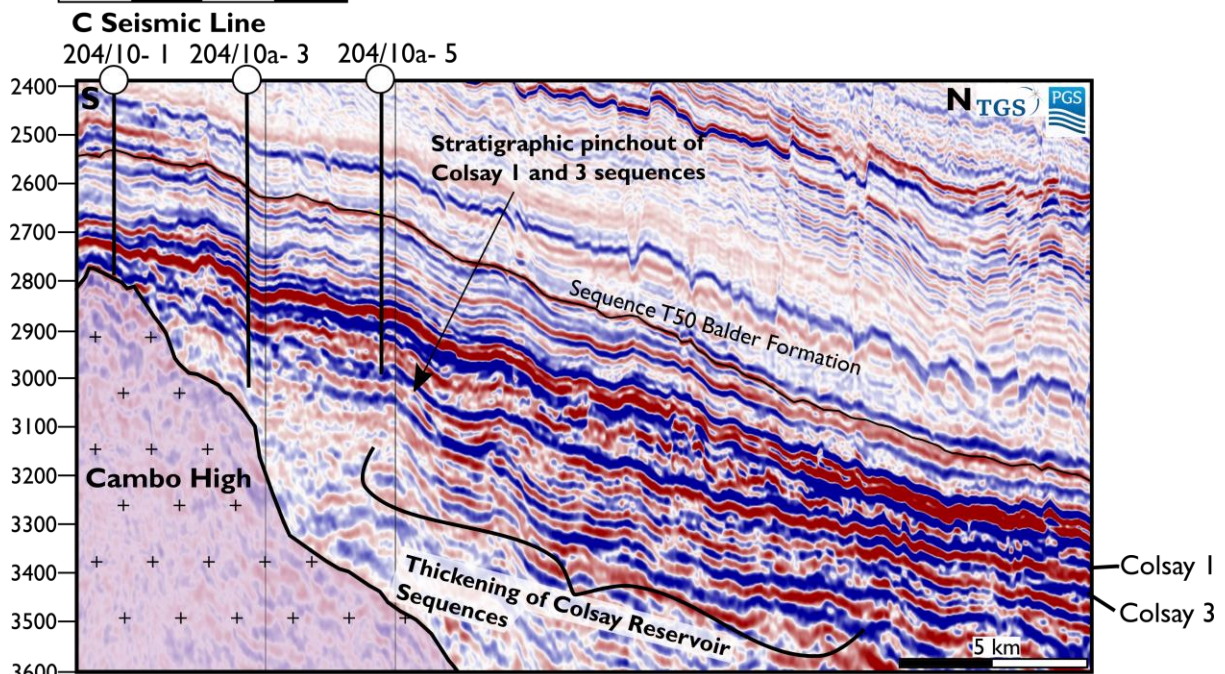 C Seismic Line
204/10- 1 204/10a- 3 204/10a- 5
S
N
TGS
PGS
2400
2500
2600
2700
2800
2900
3000
3100
3200
3300
3400
3500
3600
Stratigraphic pinchout of
Colsay 1 and 3 sequences
Sequence T50 Balder Formation
Cambo High
Thickening of Colsay Reservoir
Sequences
Colsay 1
Colsay 3
5 km